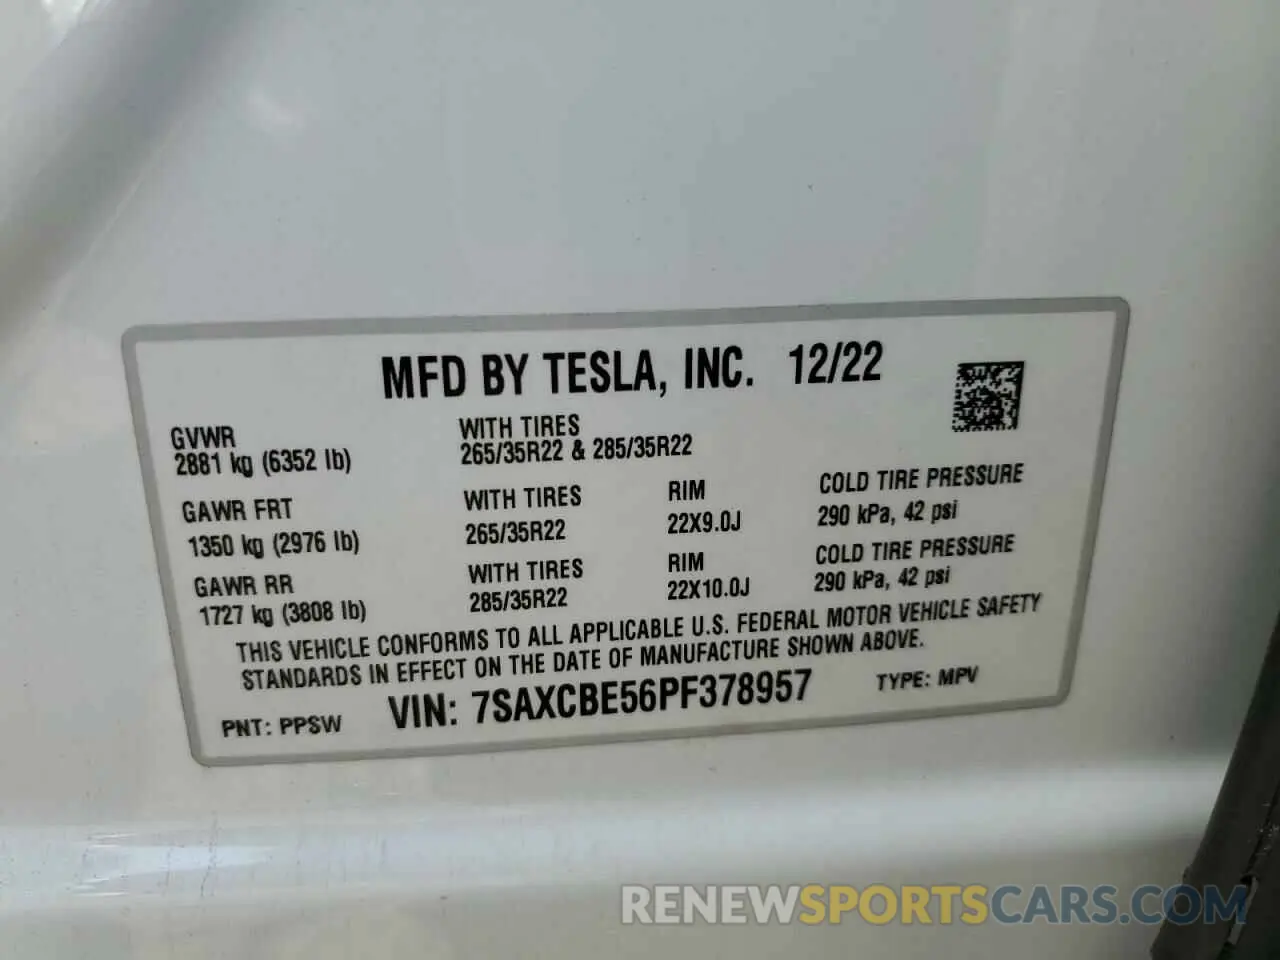 MFD BY TESLA, INC. 12/22
GVWR
2881 kg (6352 lb)
WITH TIRES
265/35R22 & 285/35R22
GAWR FRT
1350 kg (2976 lb)
WITH TIRES
265/35R22
RIM
22X9.0J
COLD TIRE PRESSURE
290 kPa, 42 psi
GAWR RR
1727 kg (3808 lb)
WITH TIRES
285/35R22
RIM
22X10.0J
COLD TIRE PRESSURE
290 kPa, 42 psi
THIS VEHICLE CONFORMS TO ALL APPLICABLE U.S. FEDERAL MOTOR VEHICLE SAFETY
STANDARDS IN EFFECT ON THE DATE OF MANUFACTURE SHOWN ABOVE.
PNT: PPSW VIN: 7SAXCBE56PF378957 TYPE: MPV
RENEWSPORTSCARS.COM